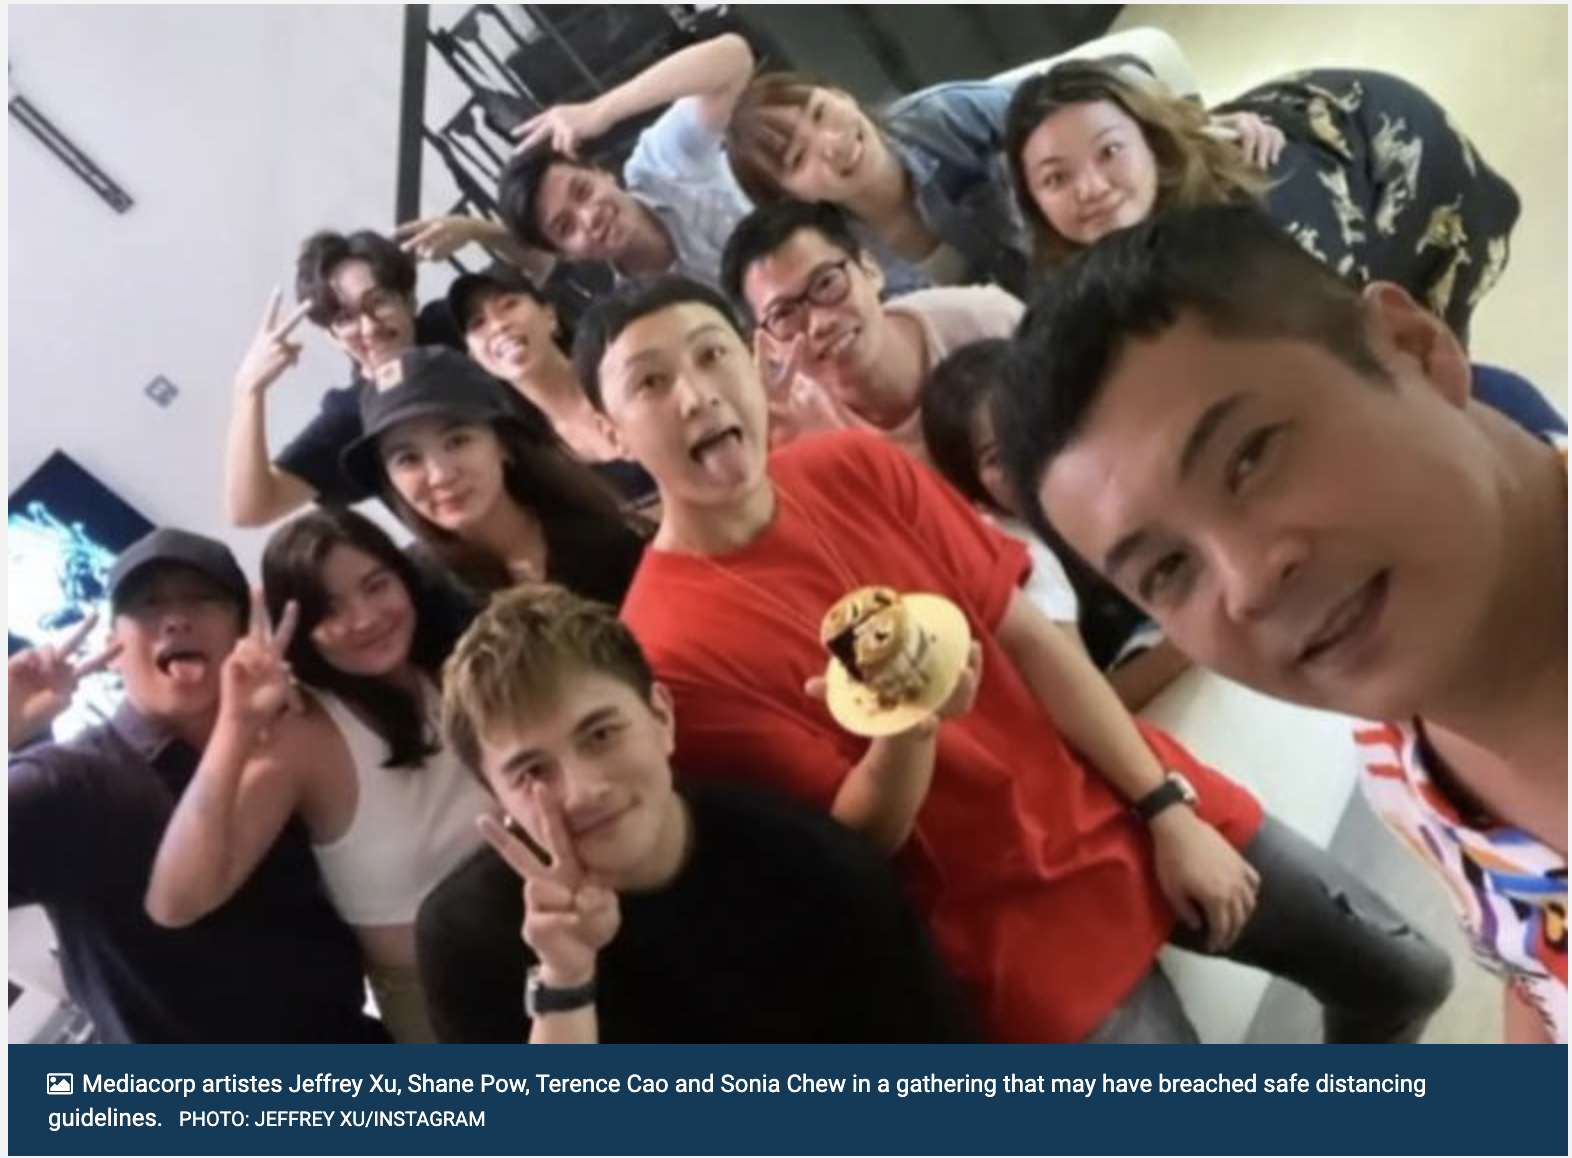 Mediacorp artistes Jeffrey Xu, Shane Pow, Terence Cao and Sonia Chew in a gathering that may have breached safe distancing
guidelines. PHOTO: JEFFREY XU/INSTAGRAM